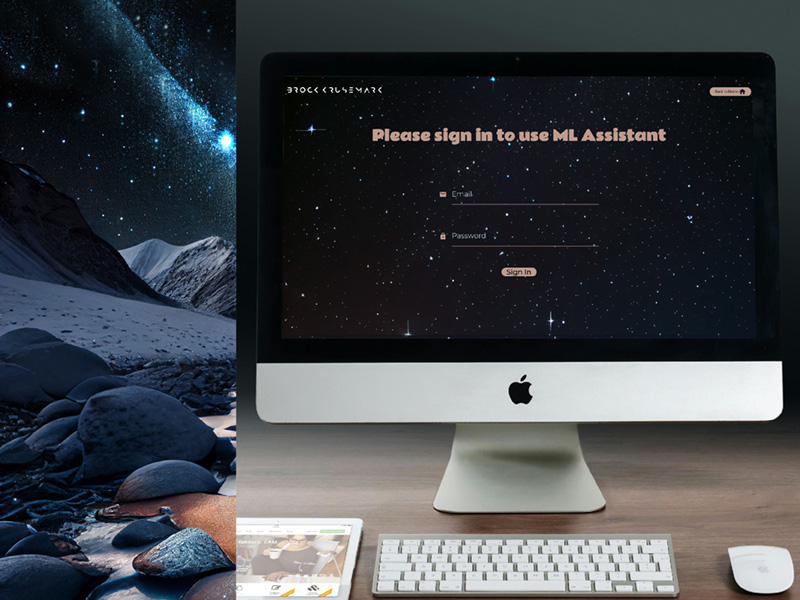 BROCK KRUSEMARK
Please sign in to use ML Assistant
Email
Password
Sign In